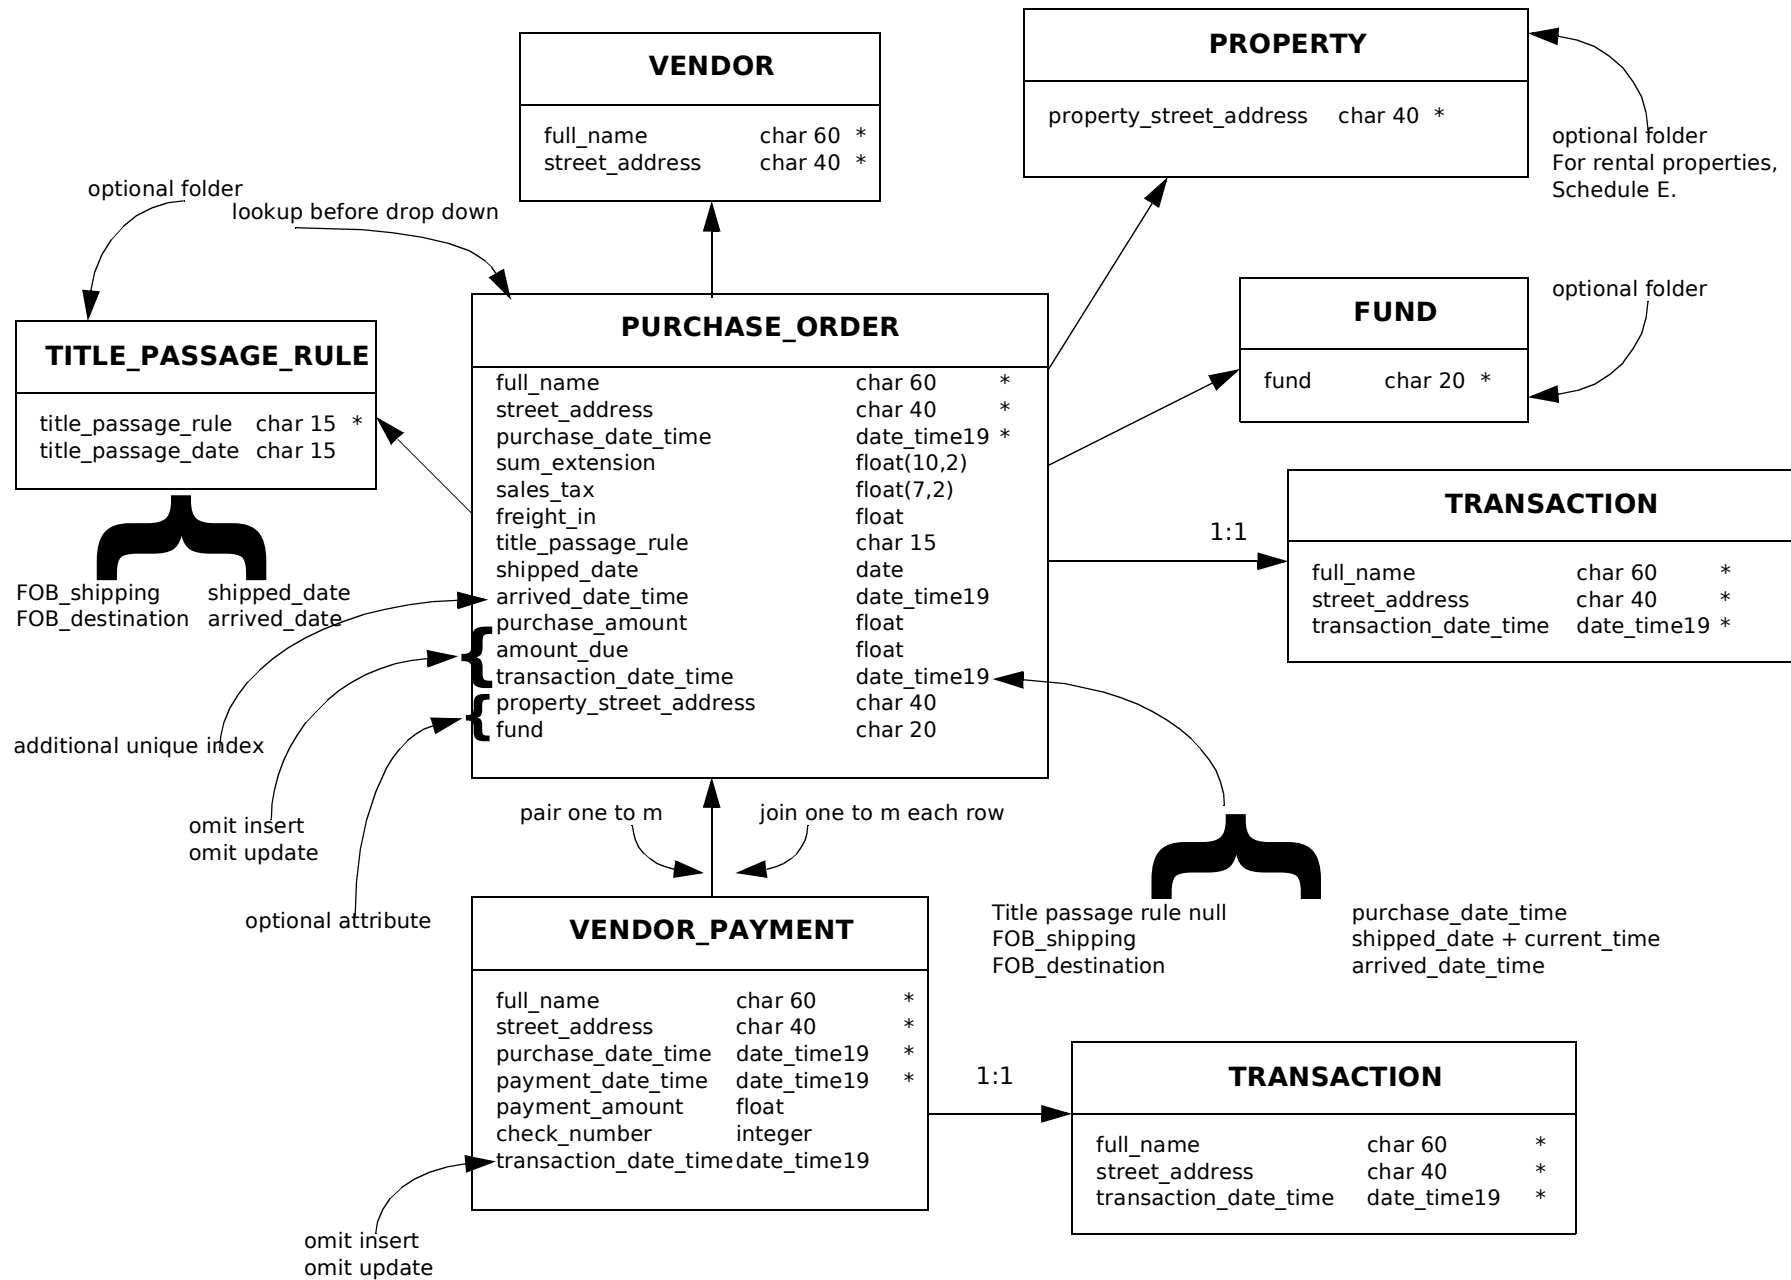 VENDOR
full_name char 60 *
street_address char 40 *
PROPERTY
property_street_address char 40 *
optional folder
For rental properties,
Schedule E.
optional folder
lookup before drop down
TITLE_PASSAGE_RULE
title_passage_rule char 15 *
title_passage_date char 15
FOB_shipping shipped_date
FOB_destination arrived_date
PURCHASE_ORDER
full_name char 60 *
street_address char 40 *
purchase_date_time date_time19 *
sum_extension float(10,2)
sales_tax float(7,2)
freight_in float
title_passage_rule char 15
shipped_date date
arrived_date_time date_time19
purchase_amount float
amount_due float
transaction_date_time date_time19
property_street_address char 40
fund char 20
FUND
fund char 20 *
optional folder
1:1
TRANSACTION
full_name char 60 *
street_address char 40 *
transaction_date_time date_time19 *
additional unique index
omit insert
omit update
optional attribute
pair one to m
join one to m each row
Title passage rule null purchase_date_time
FOB_shipping shipped_date + current_time
FOB_destination arrived_date_time
VENDOR_PAYMENT
full_name char 60 *
street_address char 40 *
purchase_date_time date_time19 *
payment_date_time date_time19 *
payment_amount float
check_number integer
transaction_date_time date_time19
omit insert
omit update
1:1
TRANSACTION
full_name char 60 *
street_address char 40 *
transaction_date_time date_time19 *